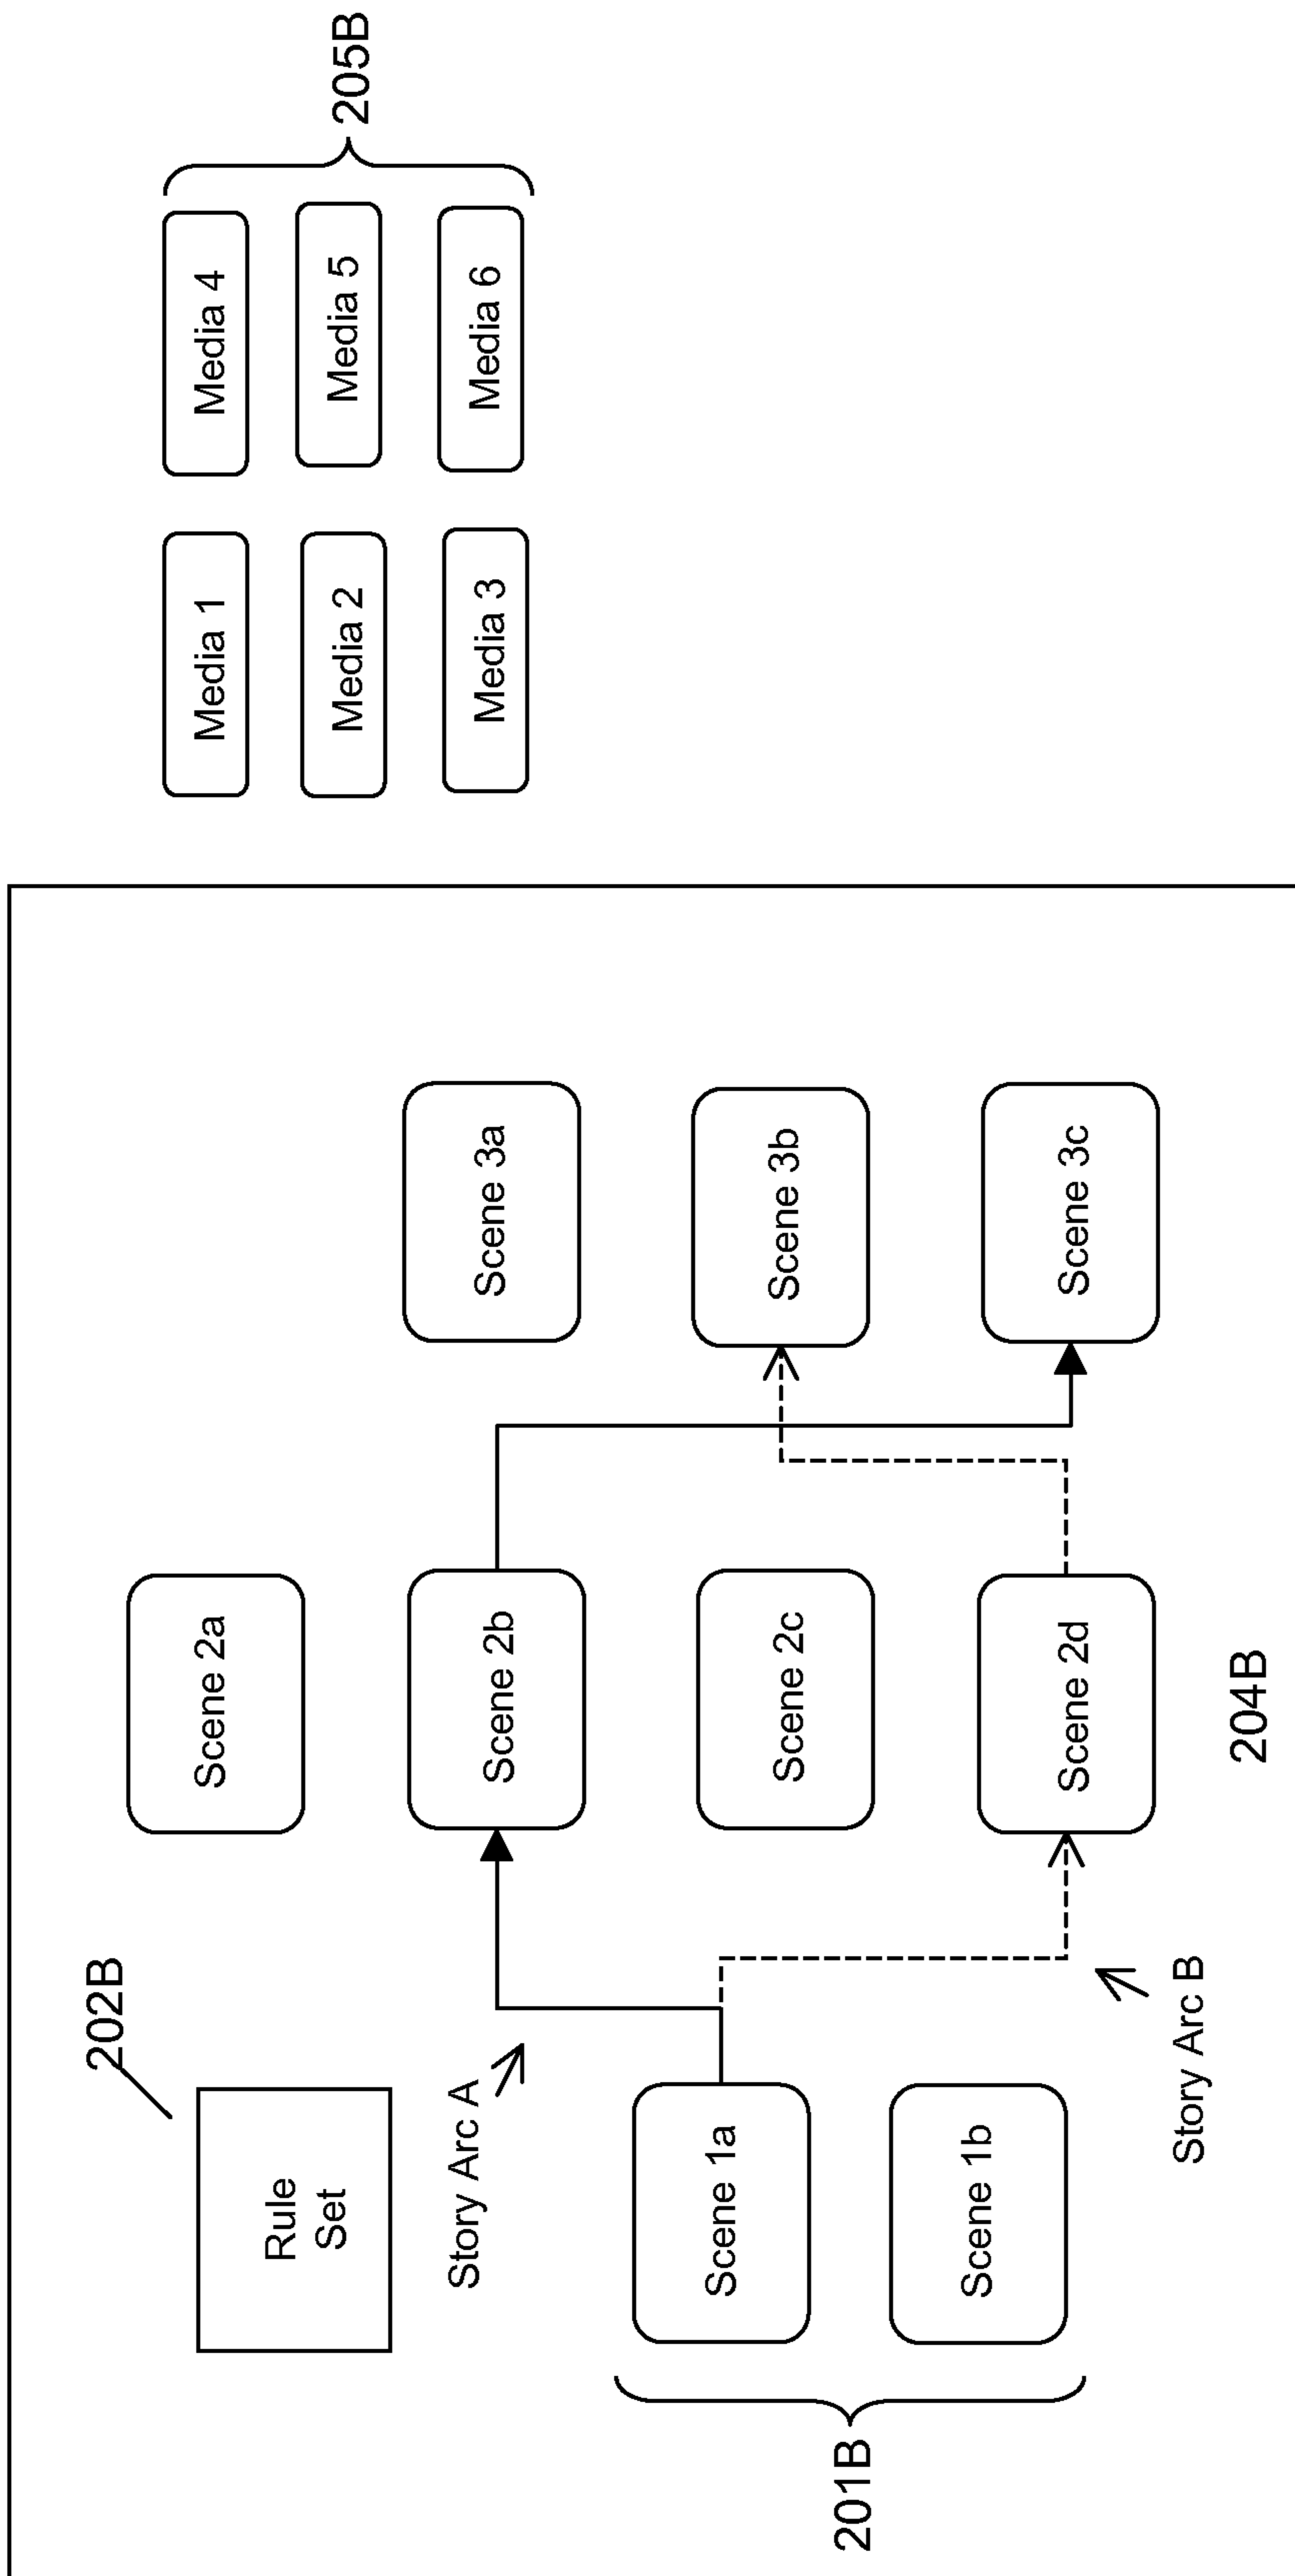 202B
Rule
Set
Story Arc A
Scene 1a
Scene 1b
201B
Story Arc B
Scene 2a
Scene 2b
Scene 2c
Scene 2d
204B
Scene 3a
Scene 3b
Scene 3c
Media 1
Media 2
Media 3
Media 4
Media 5
Media 6
205B